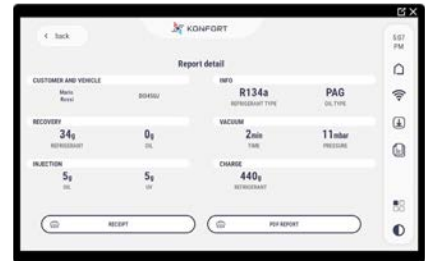 back
KONFORT
5:07
PM
Report detail
CUSTOMER AND VEHICLE
Mario
Rossi
INFO
R134a
REFRIGERANT TYPE
PAG
OIL TYPE
RECOVERY
34g
REFRIGERANT
0g
OIL
VACUUM
2min
TIME
11mbar
PRESSURE
INJECTION
5g
OIL
5g
UV
CHARGE
440g
REFRIGERANT
RECEIPT
PDF REPORT